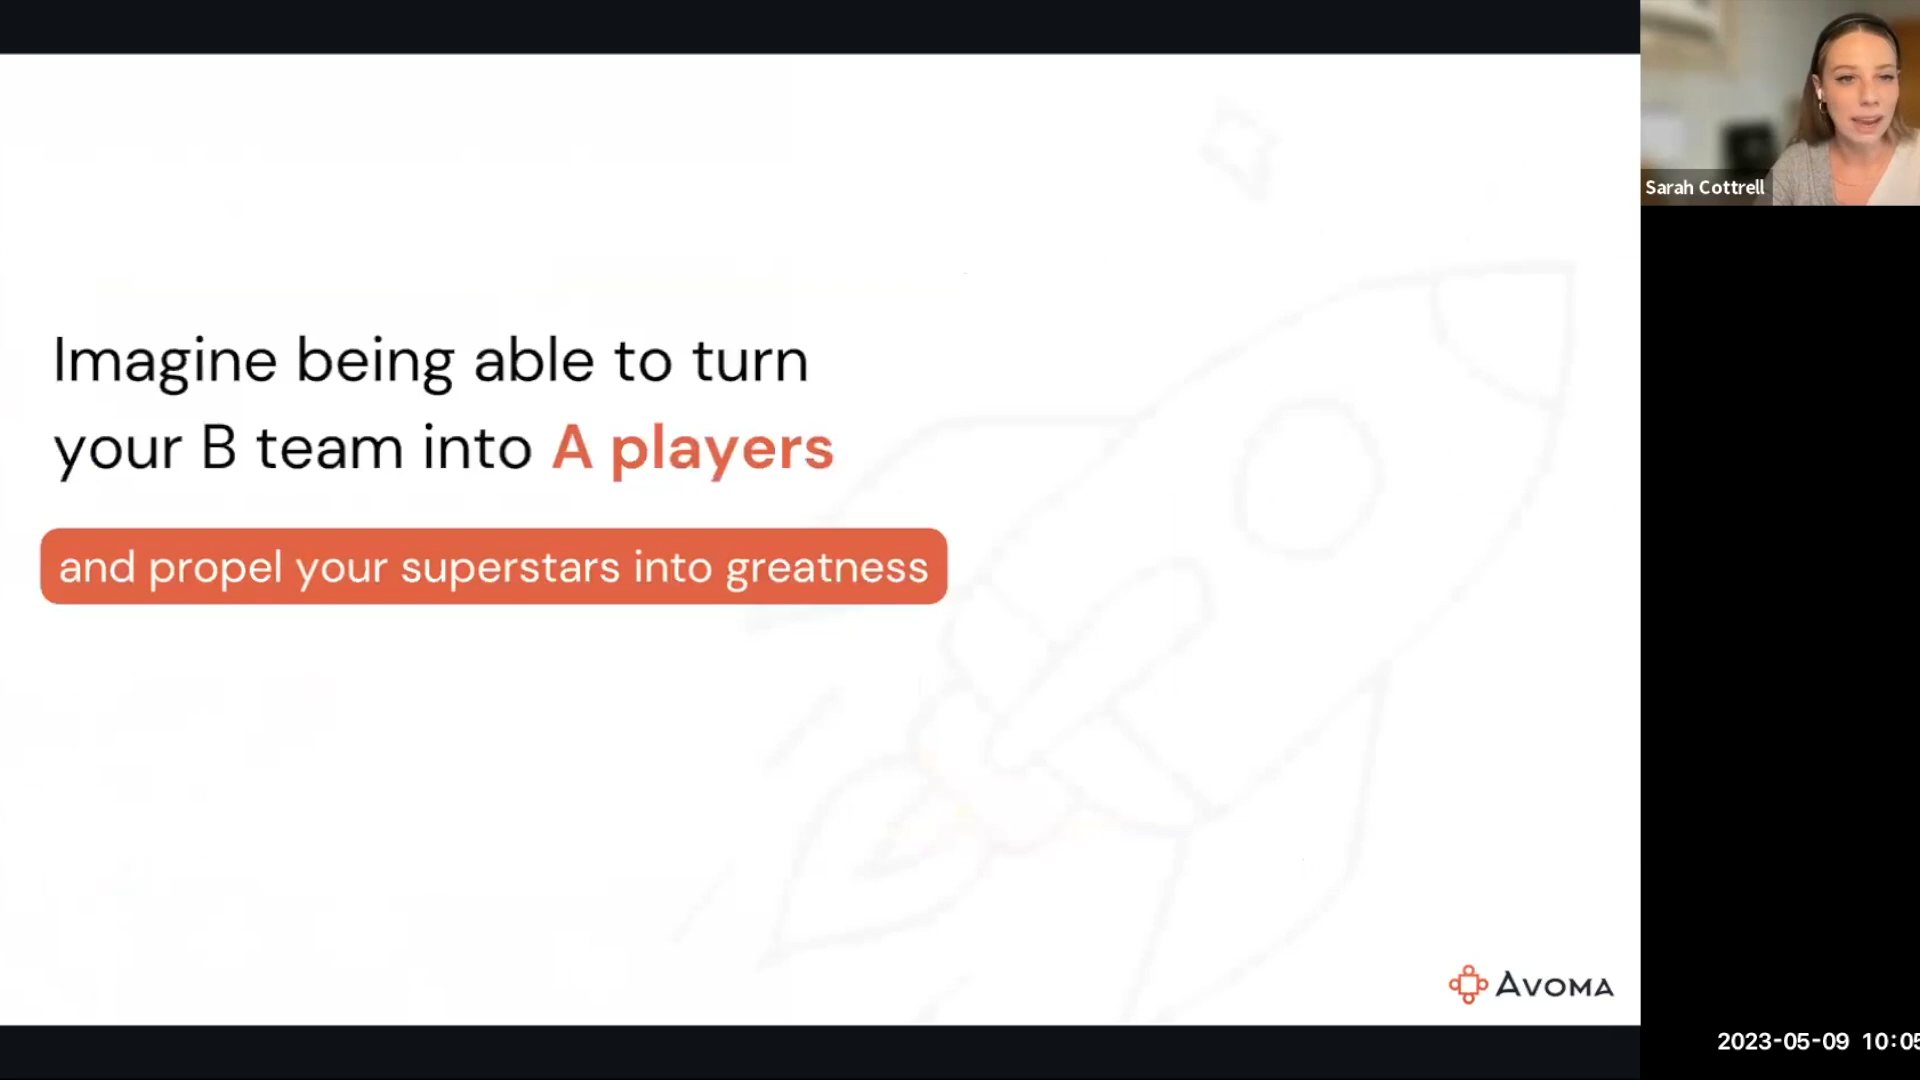 Imagine being able to turn
your B team into A players
and propel your superstars into greatness
AVOMA
Sarah Cottrell
2023-05-09 10:05